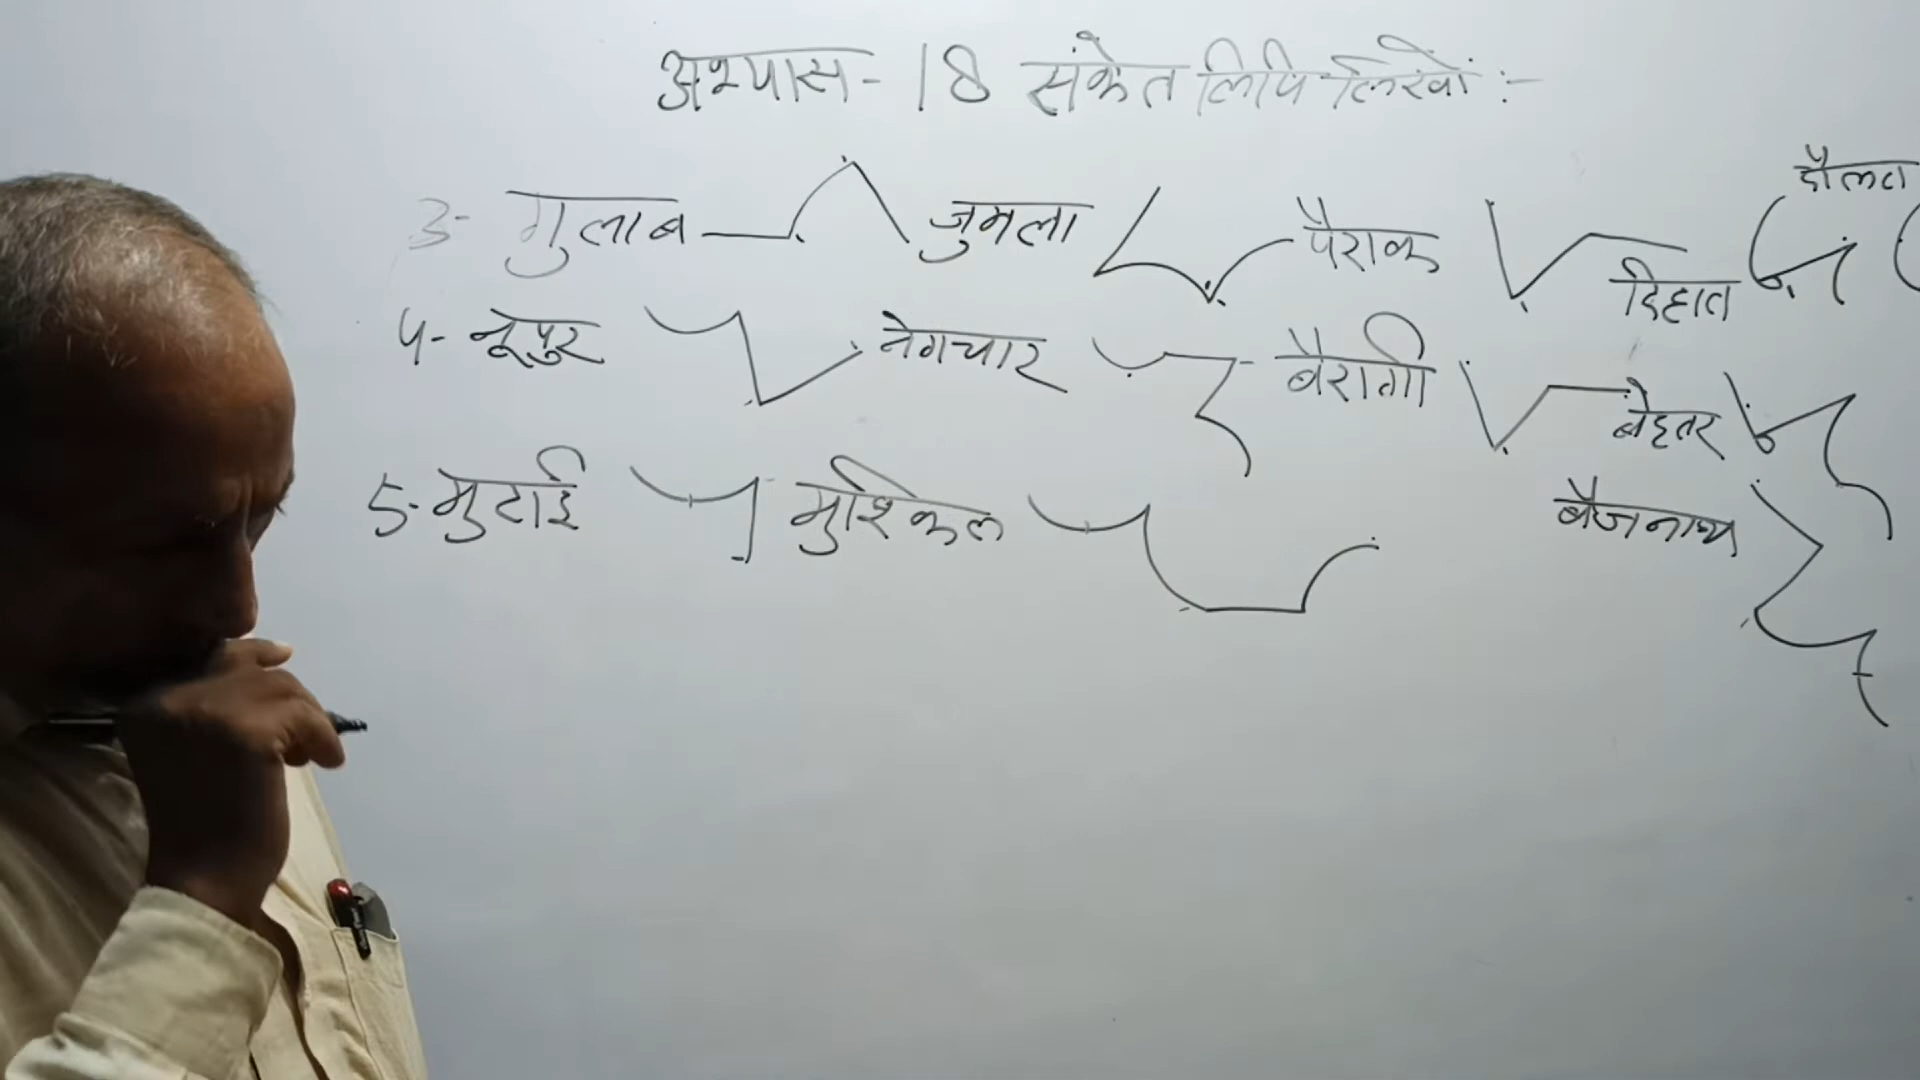 अभ्यास - 18 संकेत लिपि लिखों :-
3- गुलाब जुमला पैराक दिहात दौलत
4- नूपुर नेगचार बैरागी बेहतर
5- मुटाई मुश्किल बैजनाथ